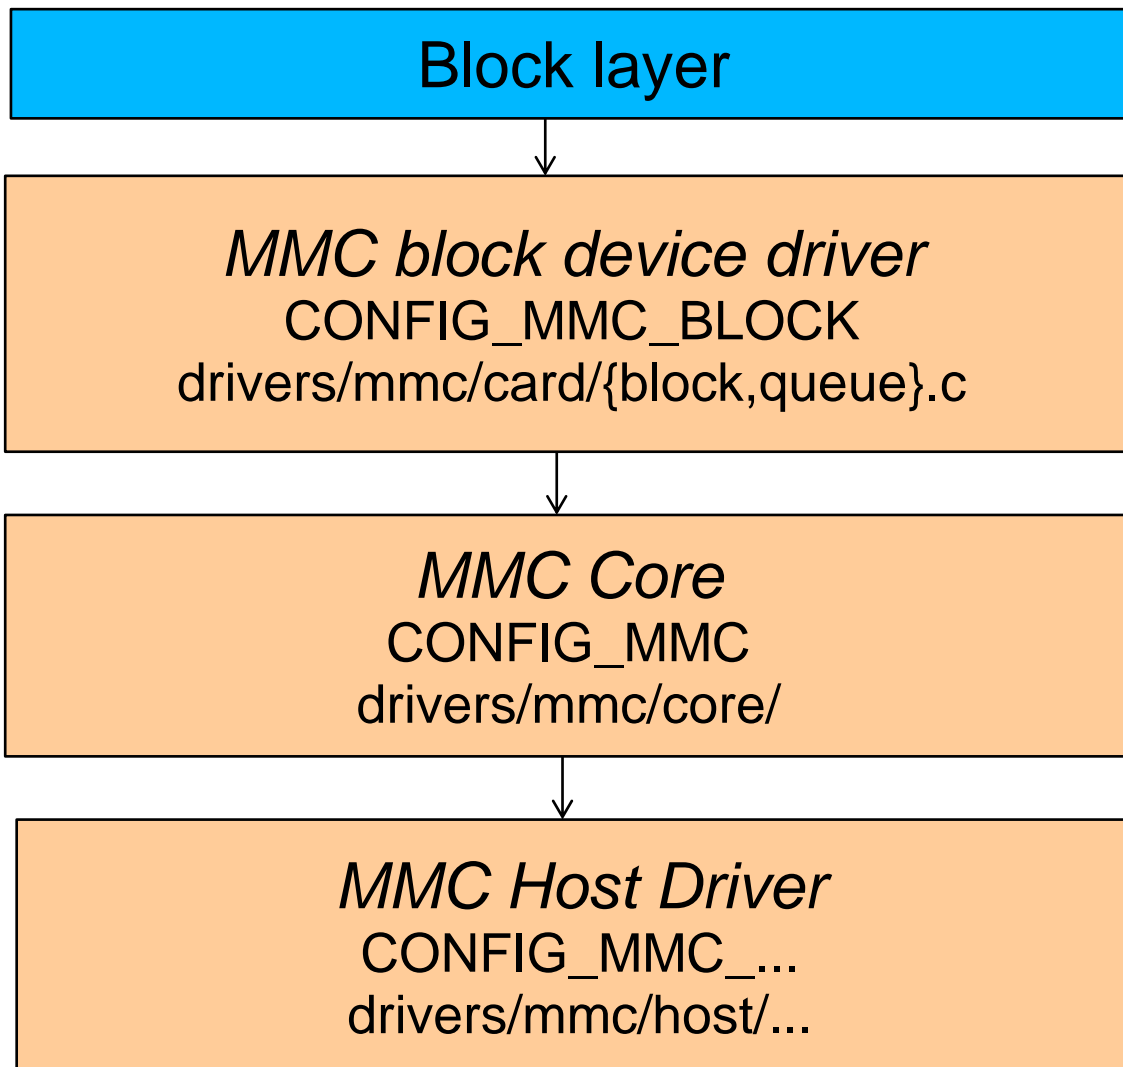 Block layer
MMC block device driver
CONFIG_MMC_BLOCK
drivers/mmc/card/{block,queue}.c
MMC Core
CONFIG_MMC
drivers/mmc/core/
MMC Host Driver
CONFIG_MMC_...
drivers/mmc/host/...